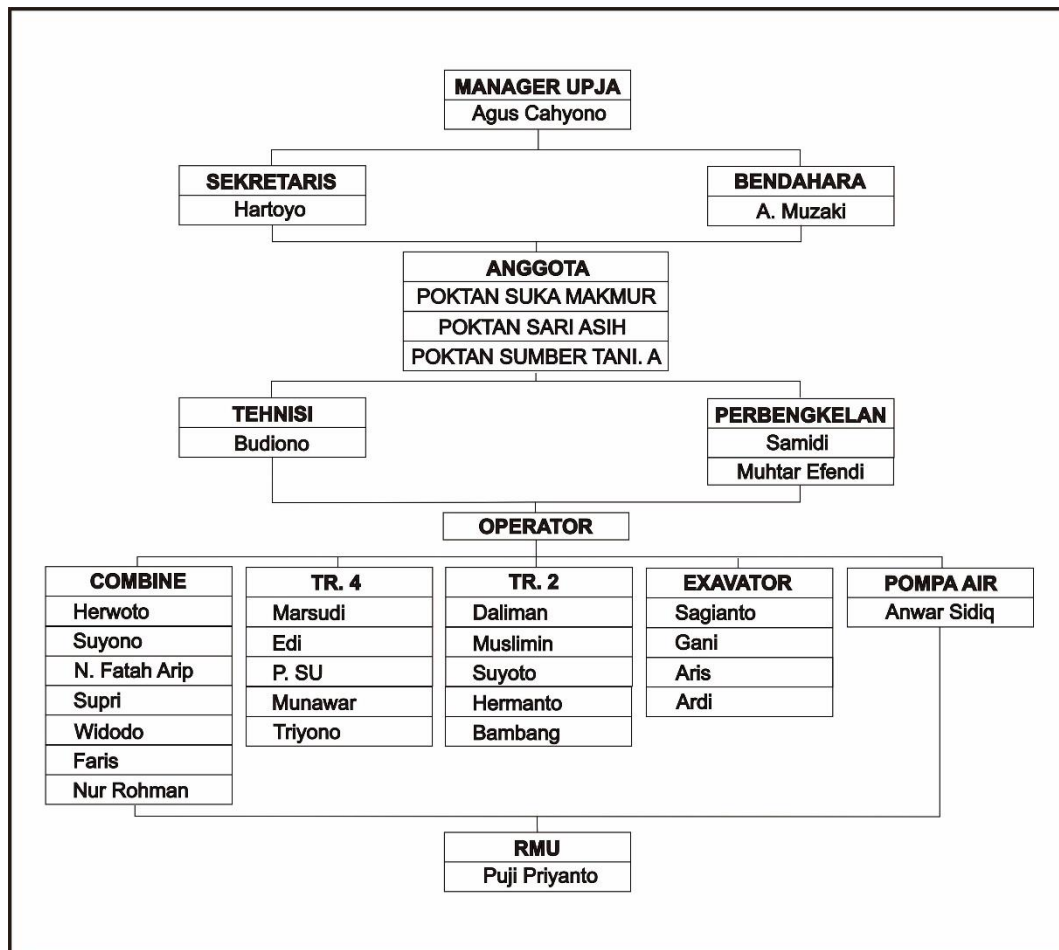 MANAGER UPJA
Agus Cahyono
SEKRETARIS
Hartoyo
BENDAHARA
A. Muzaki
ANGGOTA
POKTAN SUKA MAKMUR
POKTAN SARI ASIH
POKTAN SUMBER TANI. A
TEHNISI
Budiono
PERBENGKELAN
Samidi
Muhtar Efendi
OPERATOR
COMBINE
Herwoto
Suyono
N. Fatah Arip
Supri
Widodo
Faris
Nur Rohman
TR. 4
Marsudi
Edi
P. SU
Munawar
Triyono
TR. 2
Daliman
Muslimin
Suyoto
Hermanto
Bambang
EXAVATOR
Sagianto
Gani
Aris
Ardi
POMPA AIR
Anwar Sidiq
RMU
Puji Priyanto